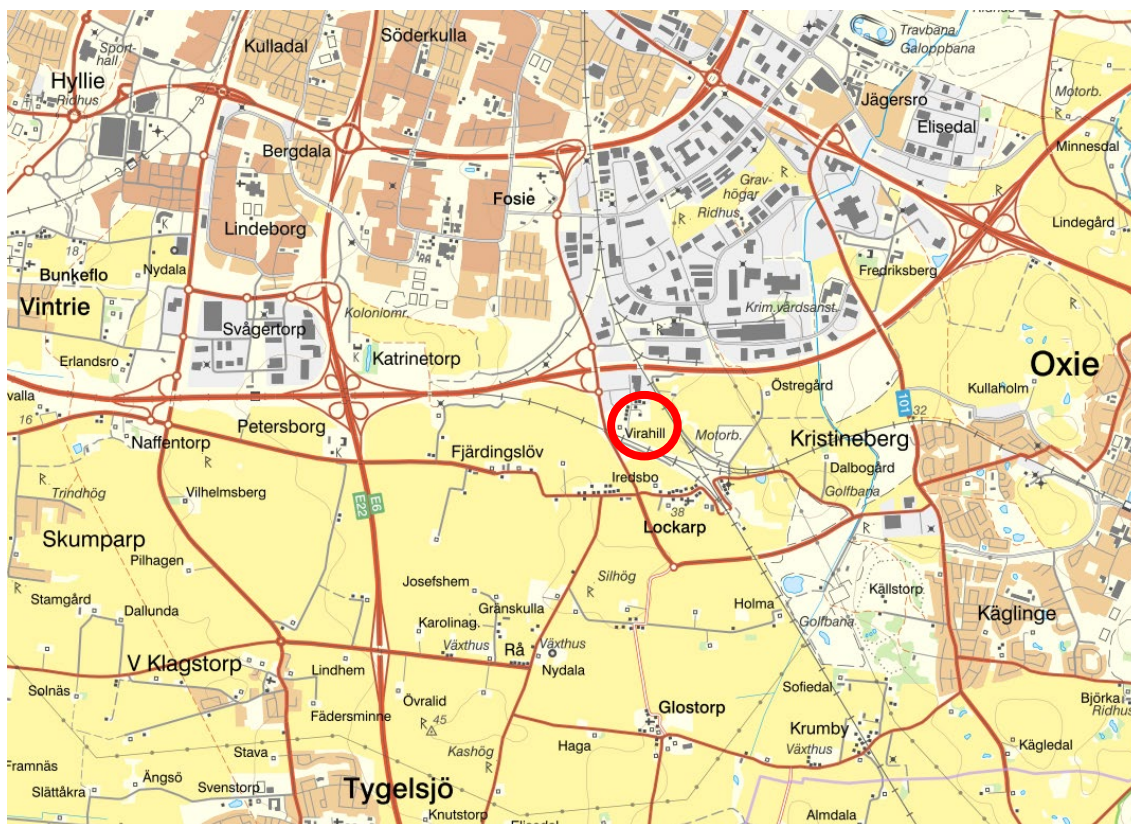 Travbana
Galoppbana
Ridhus
Söderkulla
Kulladal
Sport-
hall
Hyllie
Ridhus
Motorb.
Jägersro
Elisedal
Minnesdal
Bergdala
Fosie
Grav-
högar
Ridhus
Lindeborg
Lindegård
18
Bunkeflo
Nydala
Fredriksberg
Vintrie
Koloniomr.
Krim.vårdsanst.
Svågertorp
Erlandsro
Katrinetorp
Oxie
Östregård
Kullaholm
valla
16
101
32
Naffentorp
Petersborg
Virahill
Motorb.
Kristineberg
Fjärdingslöv
Dalbogård
Iredsbo
Golfbana
Trindhög
Vilhelmsberg
E6
E22
38
Lockarp
Skumparp
Pilhagen
Silhög
Josefshem
Källstorp
Stamgård
Dallunda
Gränskulla
Holma
Käglinge
Karolinag.
Golfbana
Växthus
Rå
Växthus
V Klagstorp
Lindhem
Nydala
Solnäs
Sofiedal
Björka
Övralid
Ridhus
Fädersminne
Glostorp
45
Krumby
Stava
Kashög
Haga
Växthus
Kägledal
Framnäs
Ängsö
Slättåkra
Svenstorp
Tygelsjö
Knutstorp
Almdala